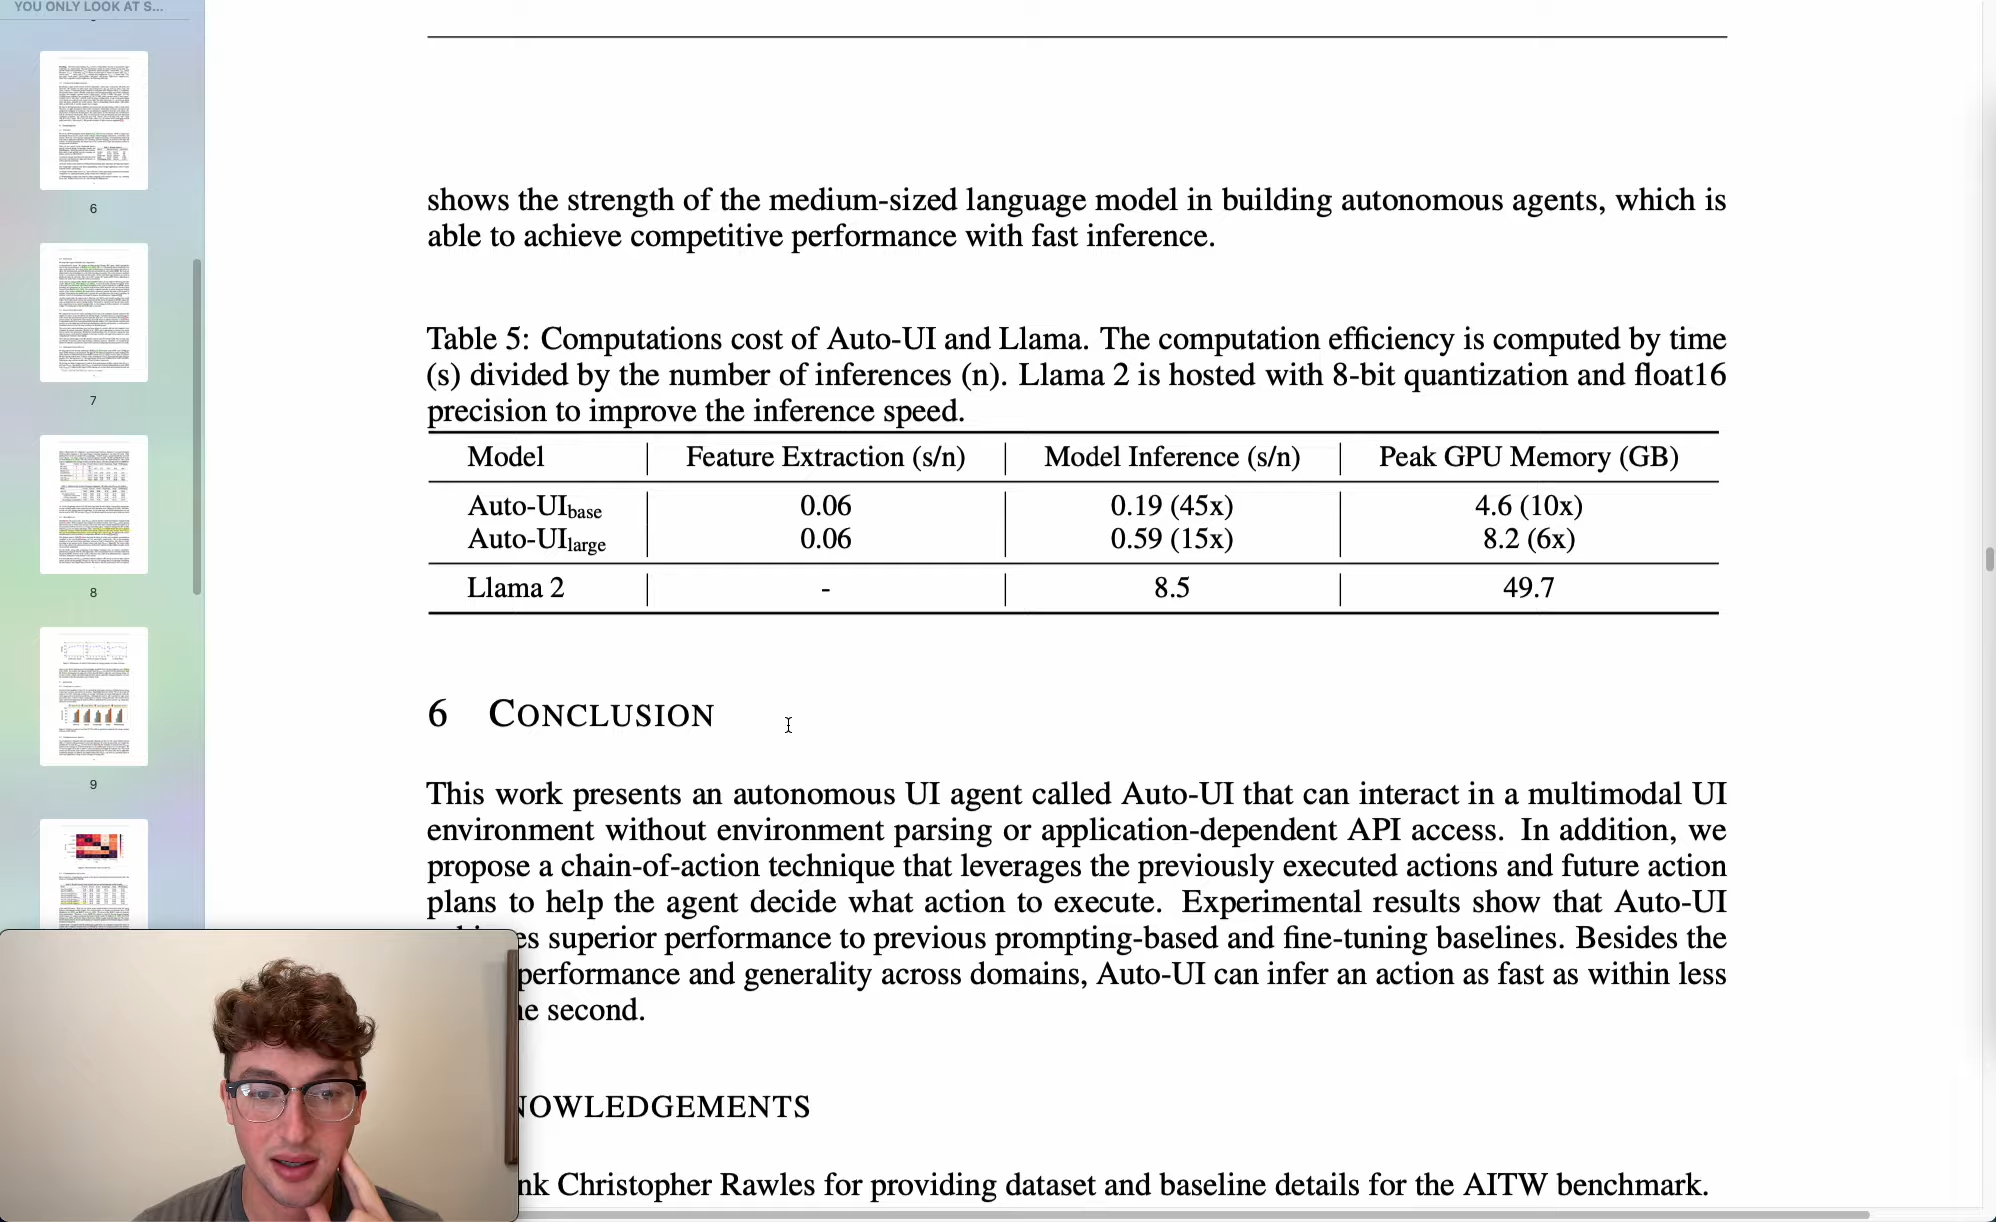 YOU ONLY LOOK AT S...
6
7
8
9
shows the strength of the medium-sized language model in building autonomous agents, which is
able to achieve competitive performance with fast inference.
Table 5: Computations cost of Auto-UI and Llama. The computation efficiency is computed by time
(s) divided by the number of inferences (n). Llama 2 is hosted with 8-bit quantization and float16
precision to improve the inference speed.
Model Feature Extraction (s/n) Model Inference (s/n) Peak GPU Memory (GB)
Auto-UIbase 0.06 0.19 (45x) 4.6 (10x)
Auto-UIlarge 0.06 0.59 (15x) 8.2 (6x)
Llama 2 - 8.5 49.7
6 CONCLUSION
This work presents an autonomous UI agent called Auto-UI that can interact in a multimodal UI
environment without environment parsing or application-dependent API access. In addition, we
propose a chain-of-action technique that leverages the previously executed actions and future action
plans to help the agent decide what action to execute. Experimental results show that Auto-UI
superior performance to previous prompting-based and fine-tuning baselines. Besides the
performance and generality across domains, Auto-UI can infer an action as fast as within less
second.
NOWLEDGEMENTS
Christopher Rawles for providing dataset and baseline details for the AITW benchmark.